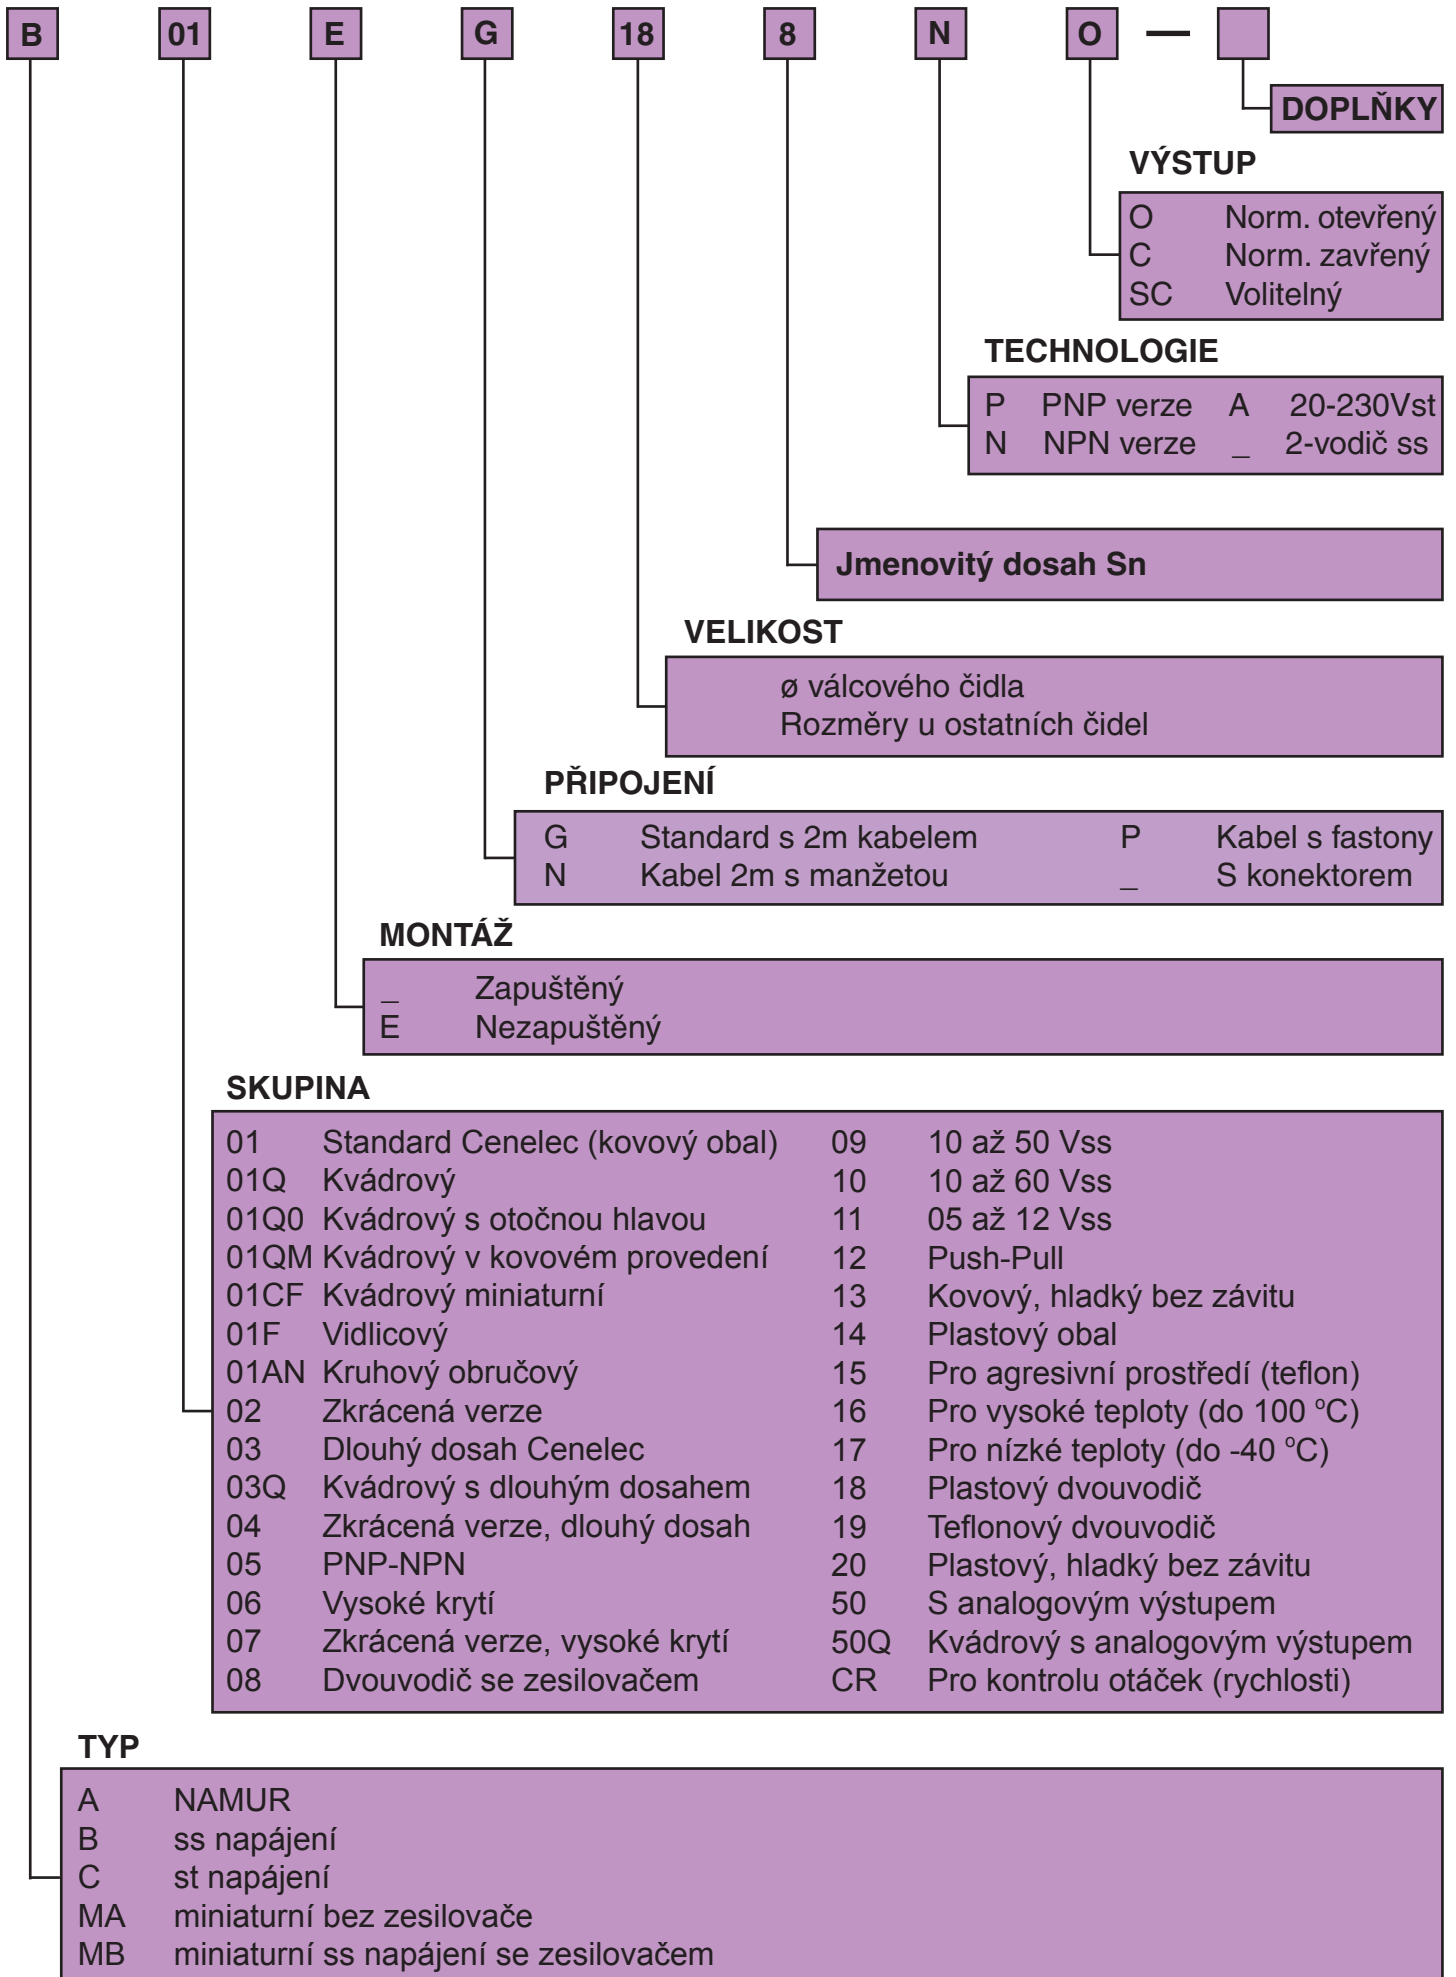 B 01 E G 18 8 N O —
DOPLŇKY
VÝSTUP
O Norm. otevřený
C Norm. zavřený
SC Volitelný
TECHNOLOGIE
P PNP verze A 20-230Vst
N NPN verze _ 2-vodič ss
Jmenovitý dosah Sn
VELIKOST
ø válcového čidla
Rozměry u ostatních čidel
PŘIPOJENÍ
G Standard s 2m kabelem P Kabel s fastony
N Kabel 2m s manžetou _ S konektorem
MONTÁŽ
_ Zapuštěný
E Nezapuštěný
SKUPINA
01 Standard Cenelec (kovový obal) 09 10 až 50 Vss
01Q Kvádrový 10 10 až 60 Vss
01Q0 Kvádrový s otočnou hlavou 11 05 až 12 Vss
01QM Kvádrový v kovovém provedení 12 Push-Pull
01CF Kvádrový miniaturní 13 Kovový, hladký bez závitu
01F Vidlicový 14 Plastový obal
01AN Kruhový obručový 15 Pro agresivní prostředí (teflon)
02 Zkrácená verze 16 Pro vysoké teploty (do 100 °C)
03 Dlouhý dosah Cenelec 17 Pro nízké teploty (do -40 °C)
03Q Kvádrový s dlouhým dosahem 18 Plastový dvouvodič
04 Zkrácená verze, dlouhý dosah 19 Teflonový dvouvodič
05 PNP-NPN 20 Plastový, hladký bez závitu
06 Vysoké krytí 50 S analogovým výstupem
07 Zkrácená verze, vysoké krytí 50Q Kvádrový s analogovým výstupem
08 Dvouvodič se zesilovačem CR Pro kontrolu otáček (rychlosti)
TYP
A NAMUR
B ss napájení
C st napájení
MA miniaturní bez zesilovače
MB miniaturní ss napájení se zesilovačem